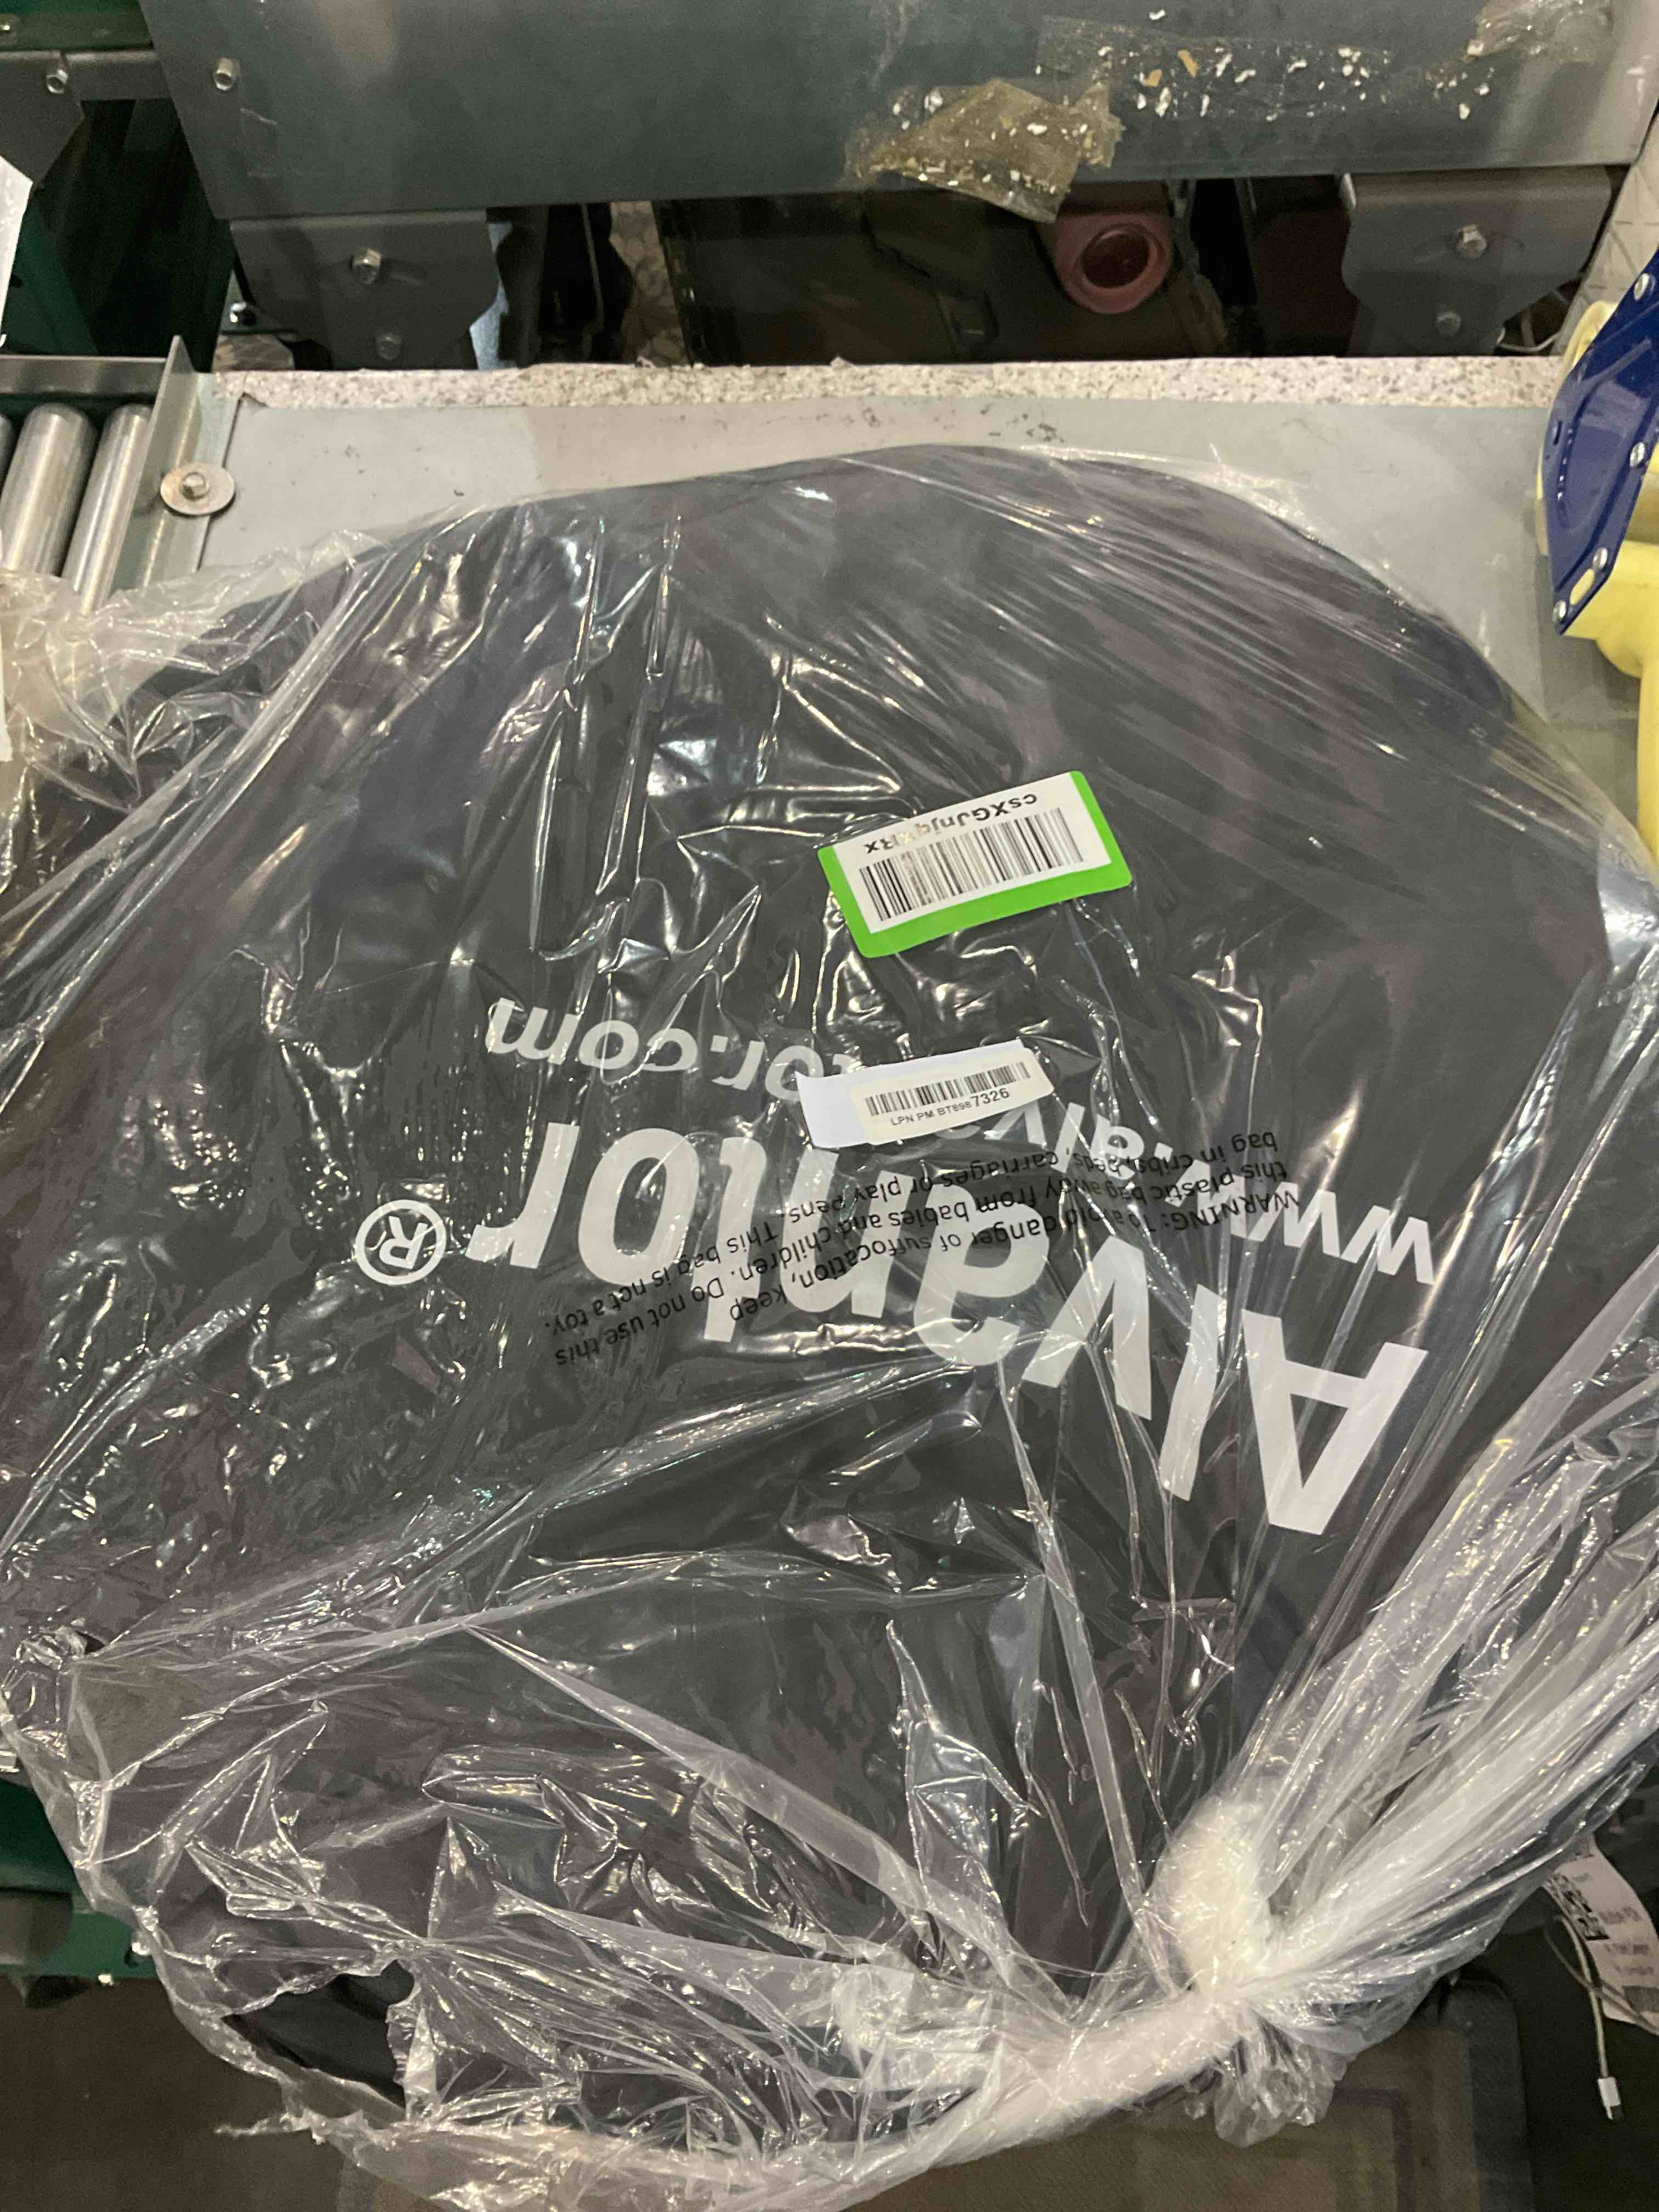 csXGJnjqXRx
LPN PM BT8987326
Alvantor®
www.alvantor.com
WARNING: To avoid danger of suffocation, keep
this plastic bag away from babies and children. Do not use this
bag in cribs, beds, carriages or play pens. This bag is not a toy.